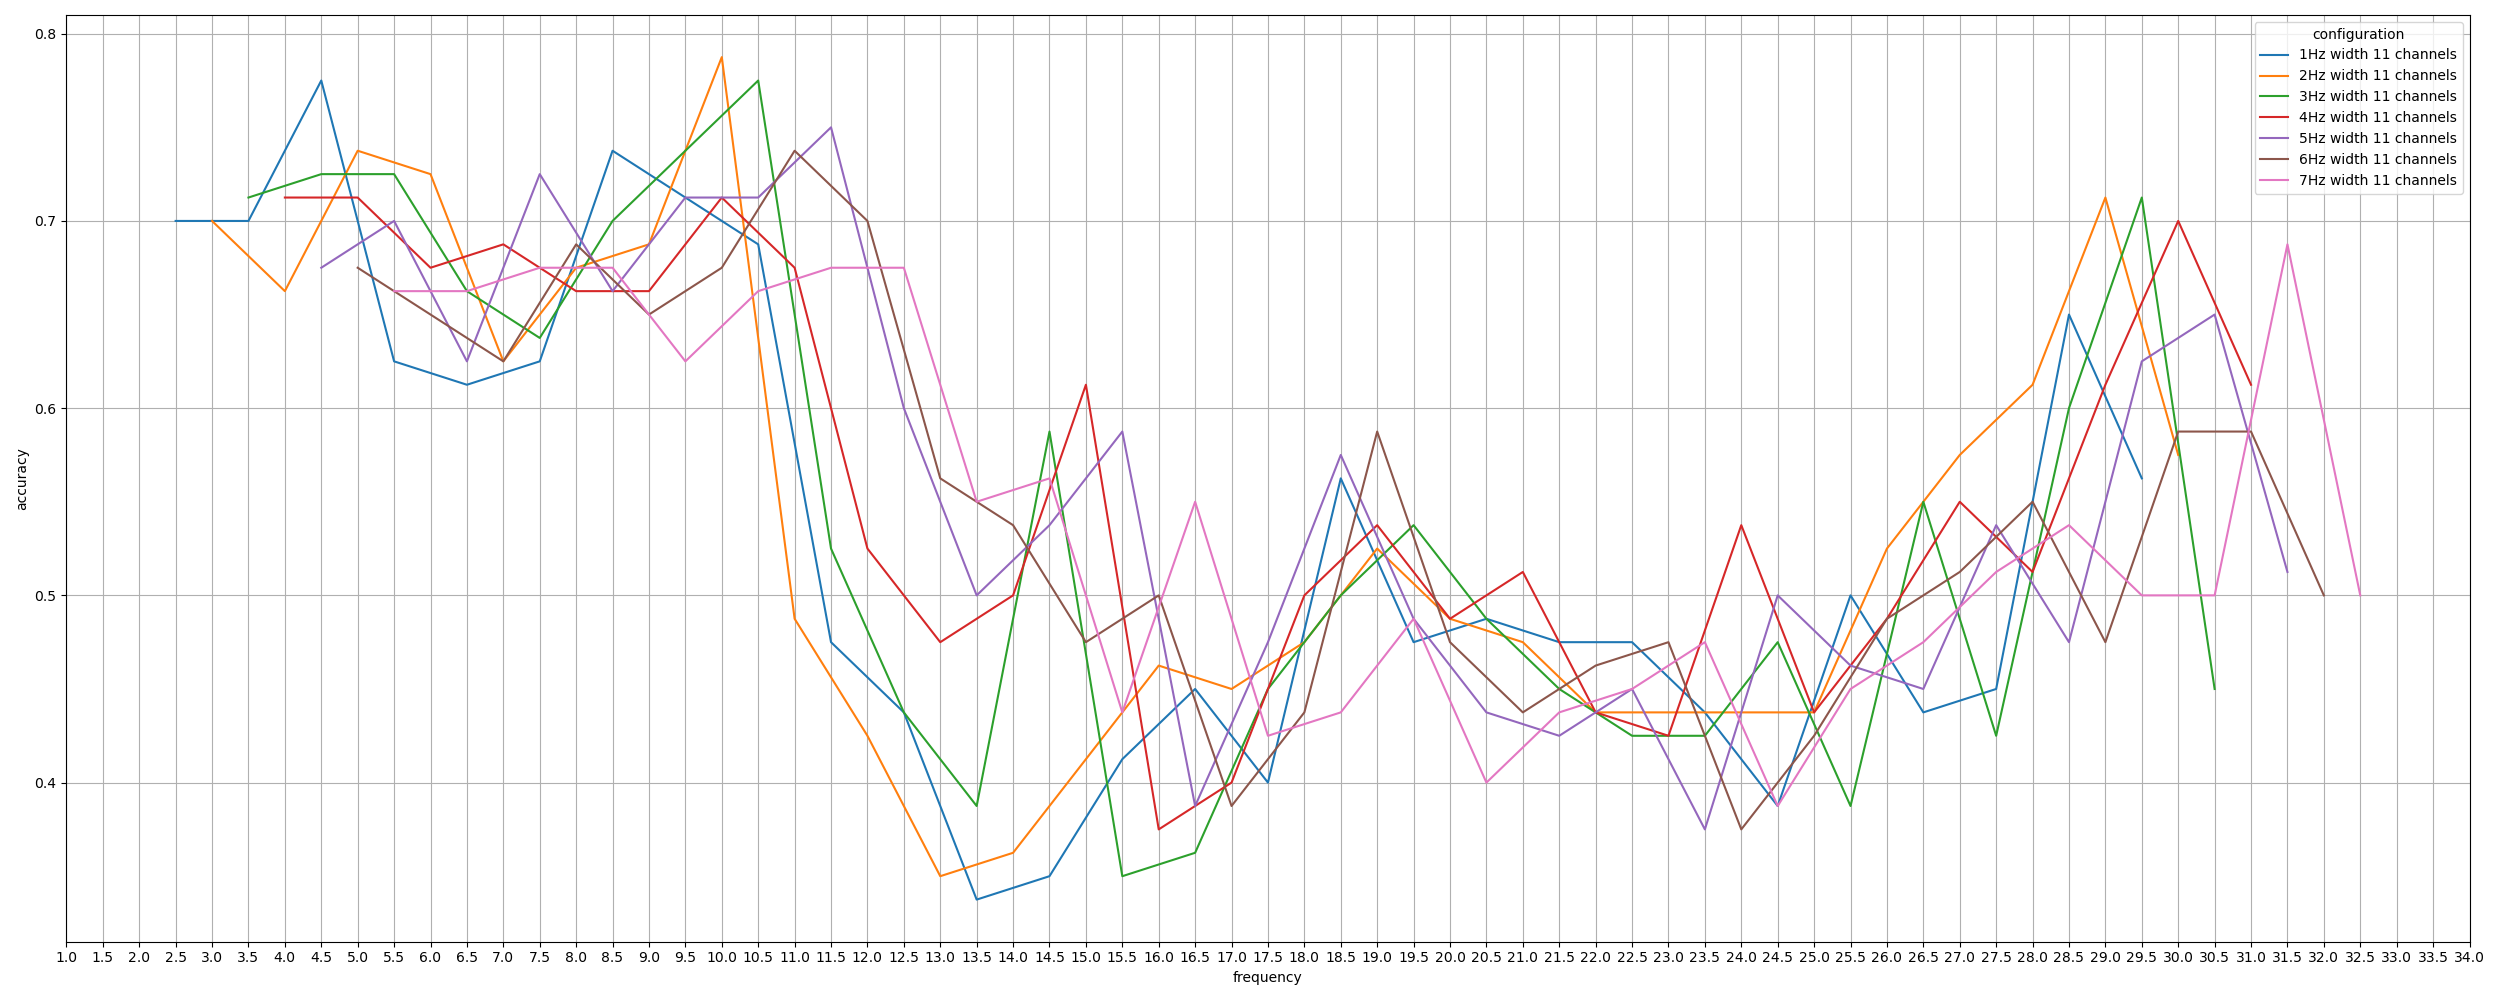 configuration
1Hz width 11 channels
2Hz width 11 channels
3Hz width 11 channels
4Hz width 11 channels
5Hz width 11 channels
6Hz width 11 channels
7Hz width 11 channels
0.8
0.7
0.6
0.5
0.4
accuracy
1.0 1.5 2.0 2.5 3.0 3.5 4.0 4.5 5.0 5.5 6.0 6.5 7.0 7.5 8.0 8.5 9.0 9.5 10.0 10.5 11.0 11.5 12.0 12.5 13.0 13.5 14.0 14.5 15.0 15.5 16.0 16.5 17.0 17.5 18.0 18.5 19.0 19.5 20.0 20.5 21.0 21.5 22.0 22.5 23.0 23.5 24.0 24.5 25.0 25.5 26.0 26.5 27.0 27.5 28.0 28.5 29.0 29.5 30.0 30.5 31.0 31.5 32.0 32.5 33.0 33.5 34.0
frequency